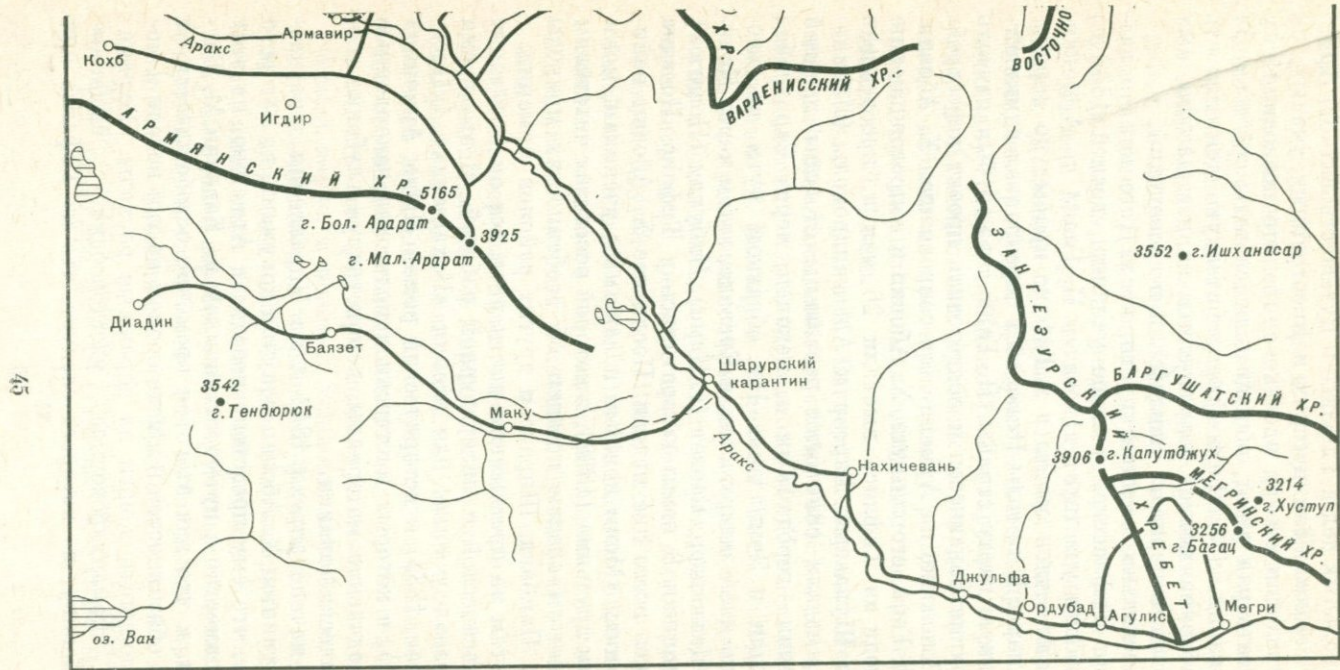 Аракс
Армавир
Кохб
Игдир
АРМЯНСКИЙ ХР.
5165
г. Бол. Арарат
3925
г. Мал. Арарат
Диадин
Баязет
3542
г. Тендюрюк
Маку
оз. Ван
ХР.
ВАРДЕНИССКИЙ ХР.
ВОСТОЧНО.
3552
г. Ишханасар
ЗАНГЕЗУРСКИЙ
ХРЕБЕТ
Шарурский
карантин
БАРГУШАТСКИЙ ХР.
Аракс
3906
г. Капутджух
Нахичевань
МЕГРИНСКИЙ ХР.
3214
г. Хуступ
3256
г. Багац
Джульфа
Ордубад
Агулис
Мегри
45